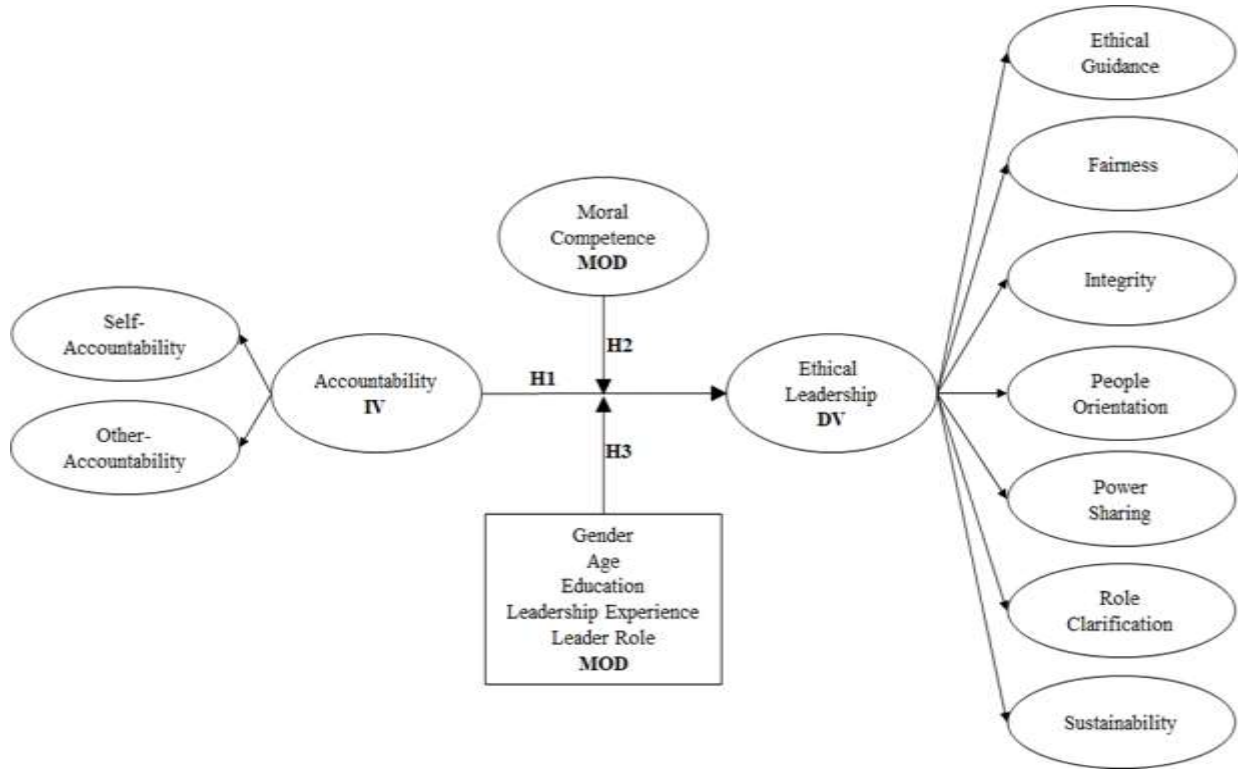 Ethical
Guidance
Fairness
Moral
Competence
MOD
Integrity
Self-
Accountability
H2
H1
Accountability
IV
Ethical
Leadership
DV
People
Orientation
Other-
Accountability
H3
Power
Sharing
Gender
Age
Education
Leadership Experience
Leader Role
MOD
Role
Clarification
Sustainability